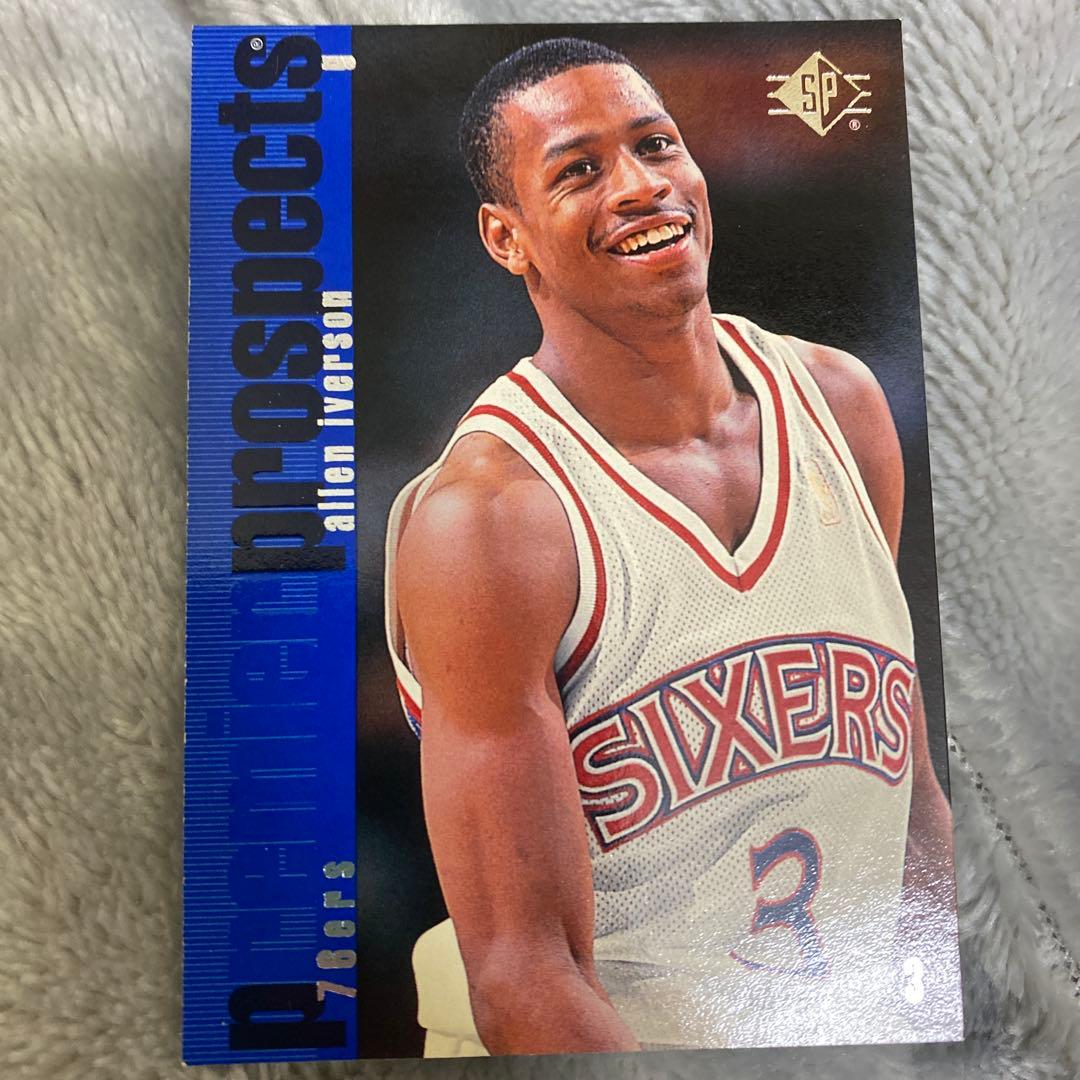 premier prospects®
allen iverson
76ers
SP®
SIXERS
3
3